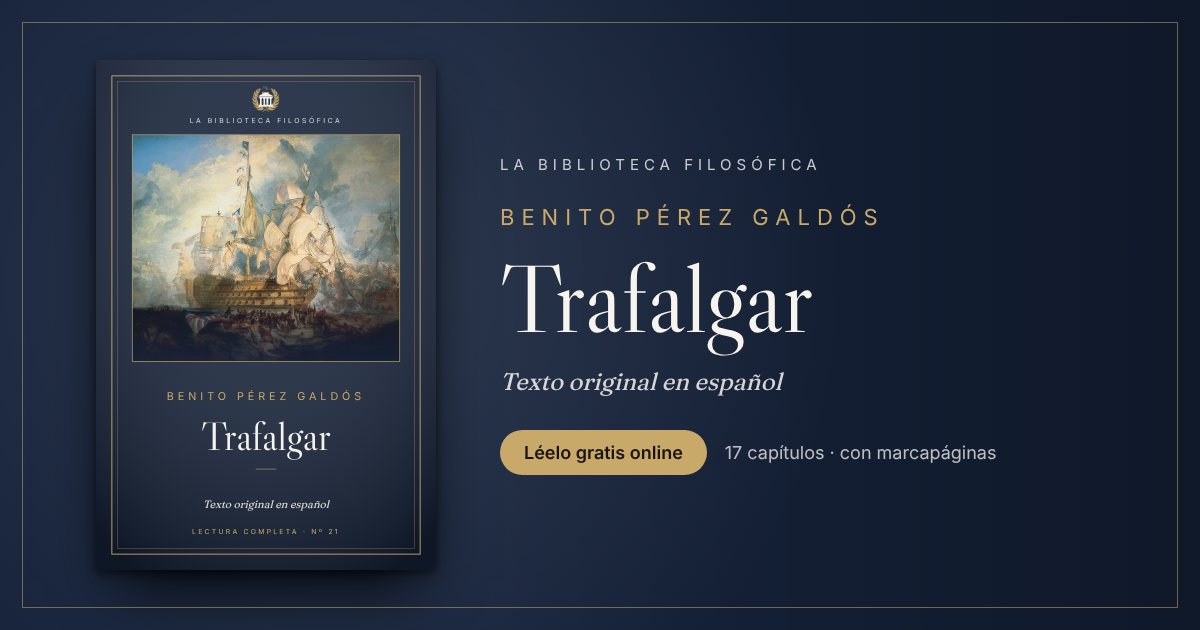 LA BIBLIOTECA FILOSÓFICA
BENITO PÉREZ GALDÓS
Trafalgar
Texto original en español
LECTURA COMPLETA · Nº 21
LA BIBLIOTECA FILOSÓFICA
BENITO PÉREZ GALDÓS
Trafalgar
Texto original en español
Léelo gratis online
17 capítulos · con marcapáginas